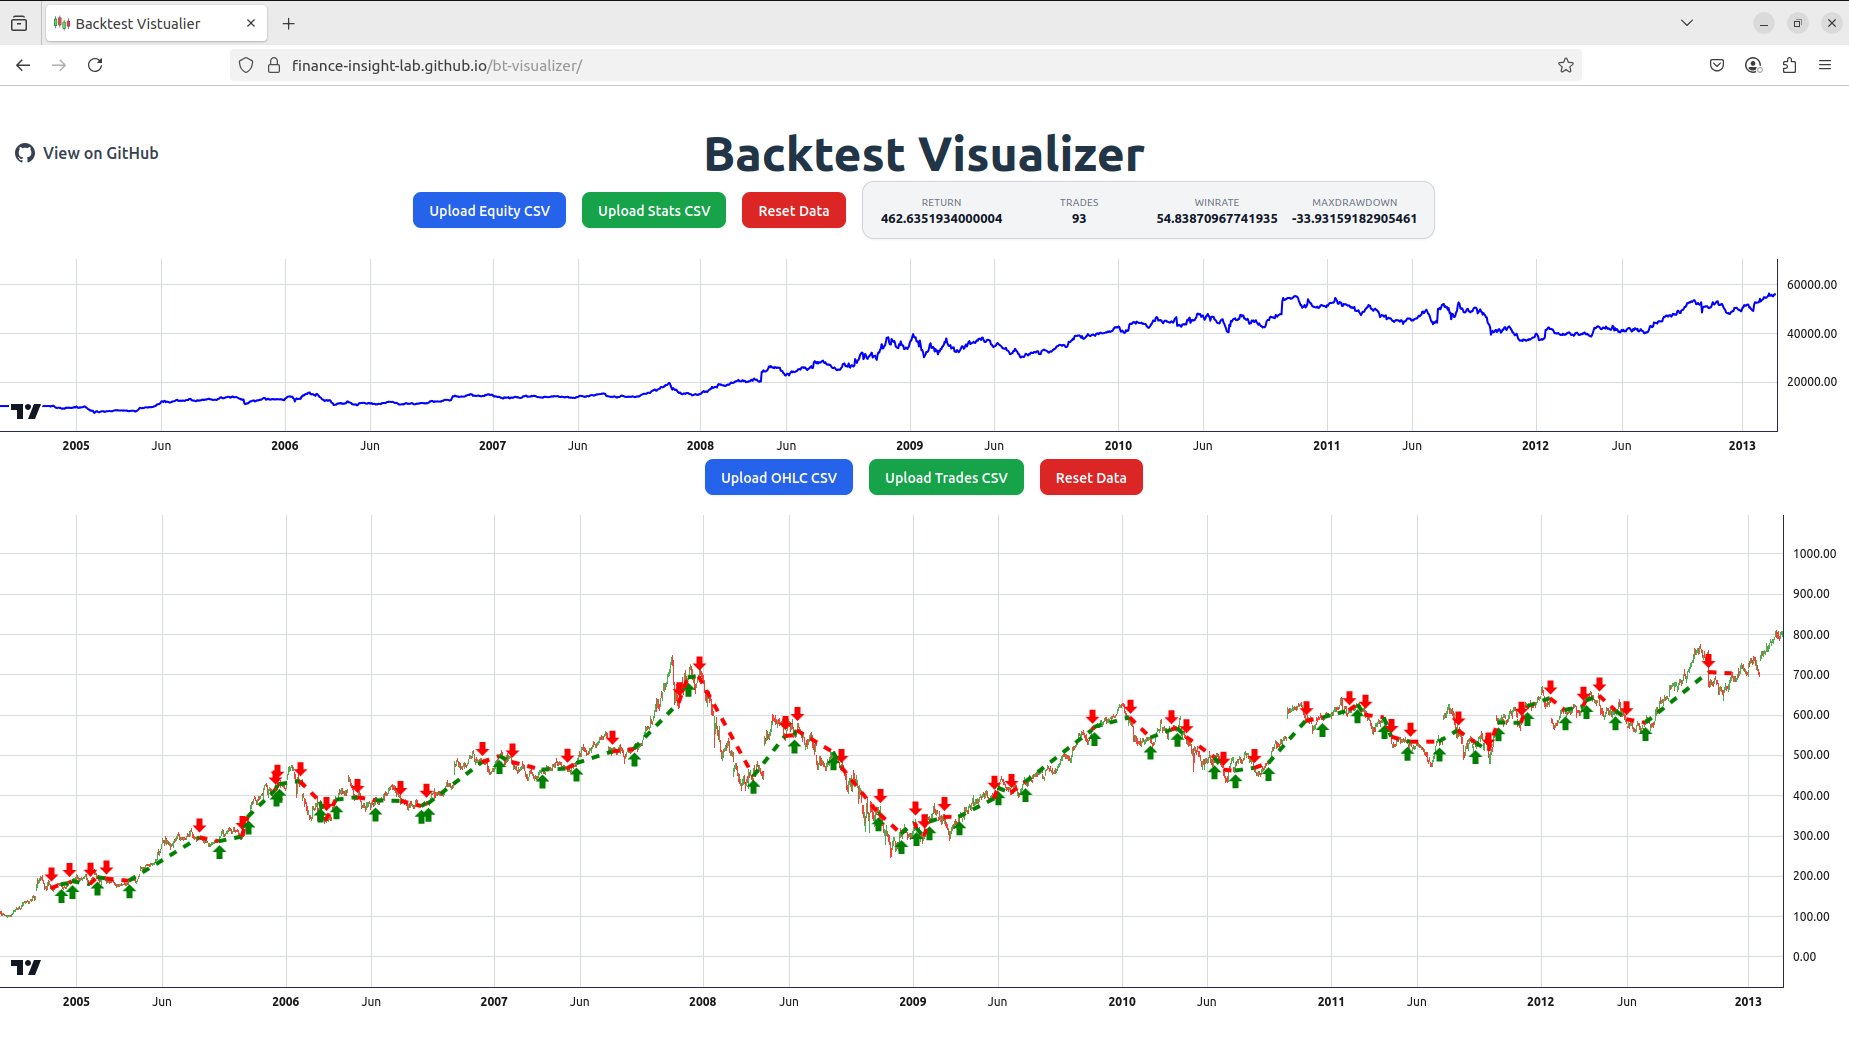 Backtest Vistualier
finance-insight-lab.github.io/bt-visualizer/
View on GitHub
Backtest Visualizer
Upload Equity CSV
Upload Stats CSV
Reset Data
RETURN
462.6351934000004
TRADES
93
WINRATE
54.83870967741935
MAXDRAWDOWN
-33.93159182905461
60000.00
40000.00
20000.00
2005 Jun 2006 Jun 2007 Jun 2008 Jun 2009 Jun 2010 Jun 2011 Jun 2012 Jun 2013
Upload OHLC CSV
Upload Trades CSV
Reset Data
1000.00
900.00
800.00
700.00
600.00
500.00
400.00
300.00
200.00
100.00
0.00
2005 Jun 2006 Jun 2007 Jun 2008 Jun 2009 Jun 2010 Jun 2011 Jun 2012 Jun 2013